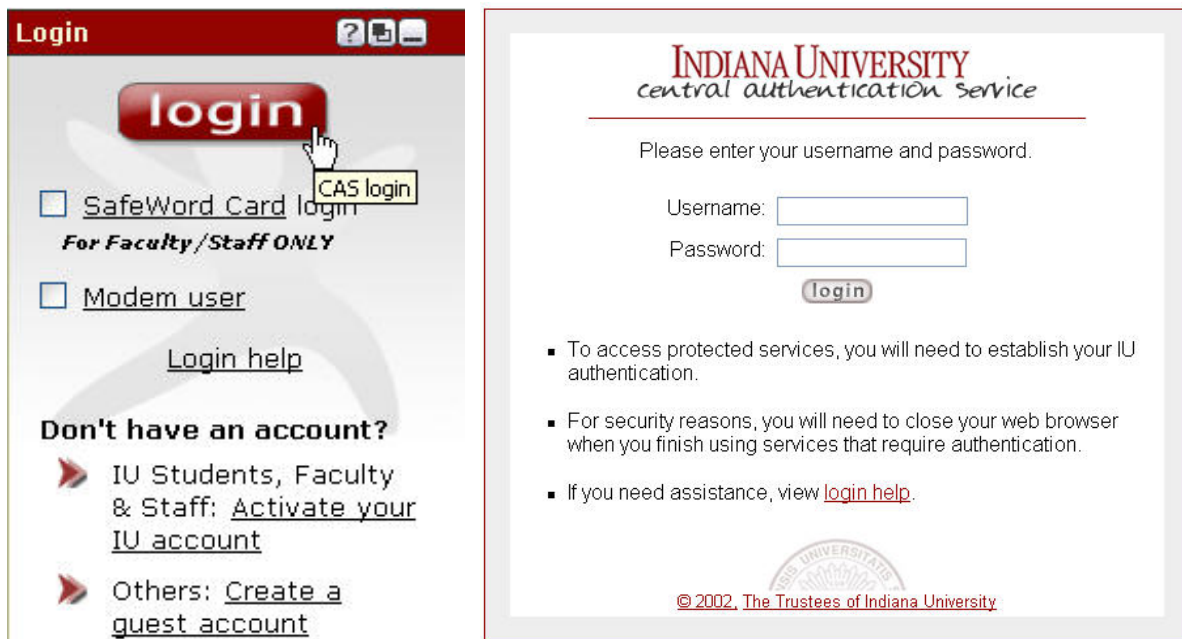 Login
login
CAS login
SafeWord Card login
For Faculty/Staff ONLY
Modem user
Login help
Don't have an account?
IU Students, Faculty
& Staff: Activate your
IU account
Others: Create a
guest account
INDIANA UNIVERSITY
central authentication service
Please enter your username and password.
Username:
Password:
login
To access protected services, you will need to establish your IU
authentication.
For security reasons, you will need to close your web browser
when you finish using services that require authentication.
If you need assistance, view login help.
© 2002, The Trustees of Indiana University